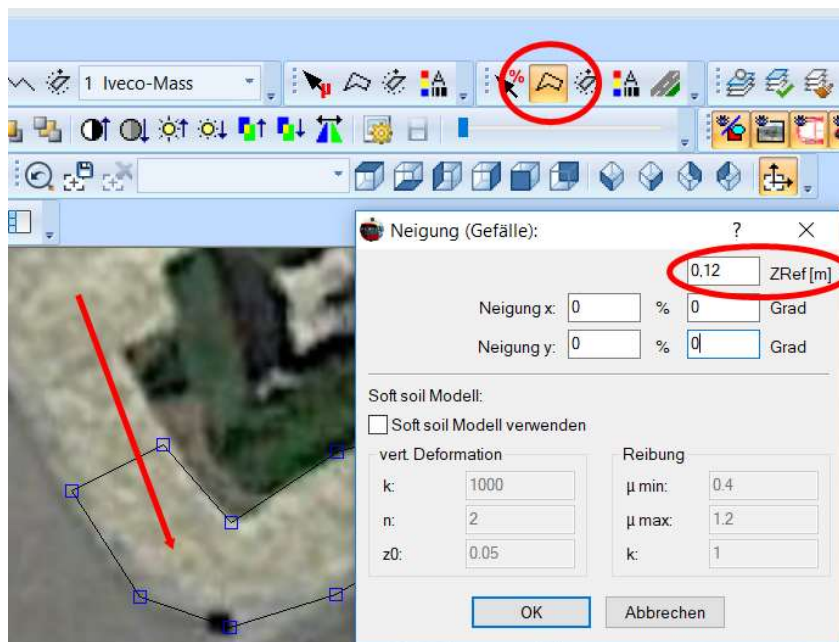 1 Iveco-Mass
µ
%
Neigung (Gefälle): ?
0,12 ZRef [m]
Neigung x: 0 % 0 Grad
Neigung y: 0 % 0 Grad
Soft soil Modell:
Soft soil Modell verwenden
vert. Deformation
k: 1000
n: 2
z0: 0.05
Reibung
µ min: 0.4
µ max: 1.2
k: 1
OK Abbrechen